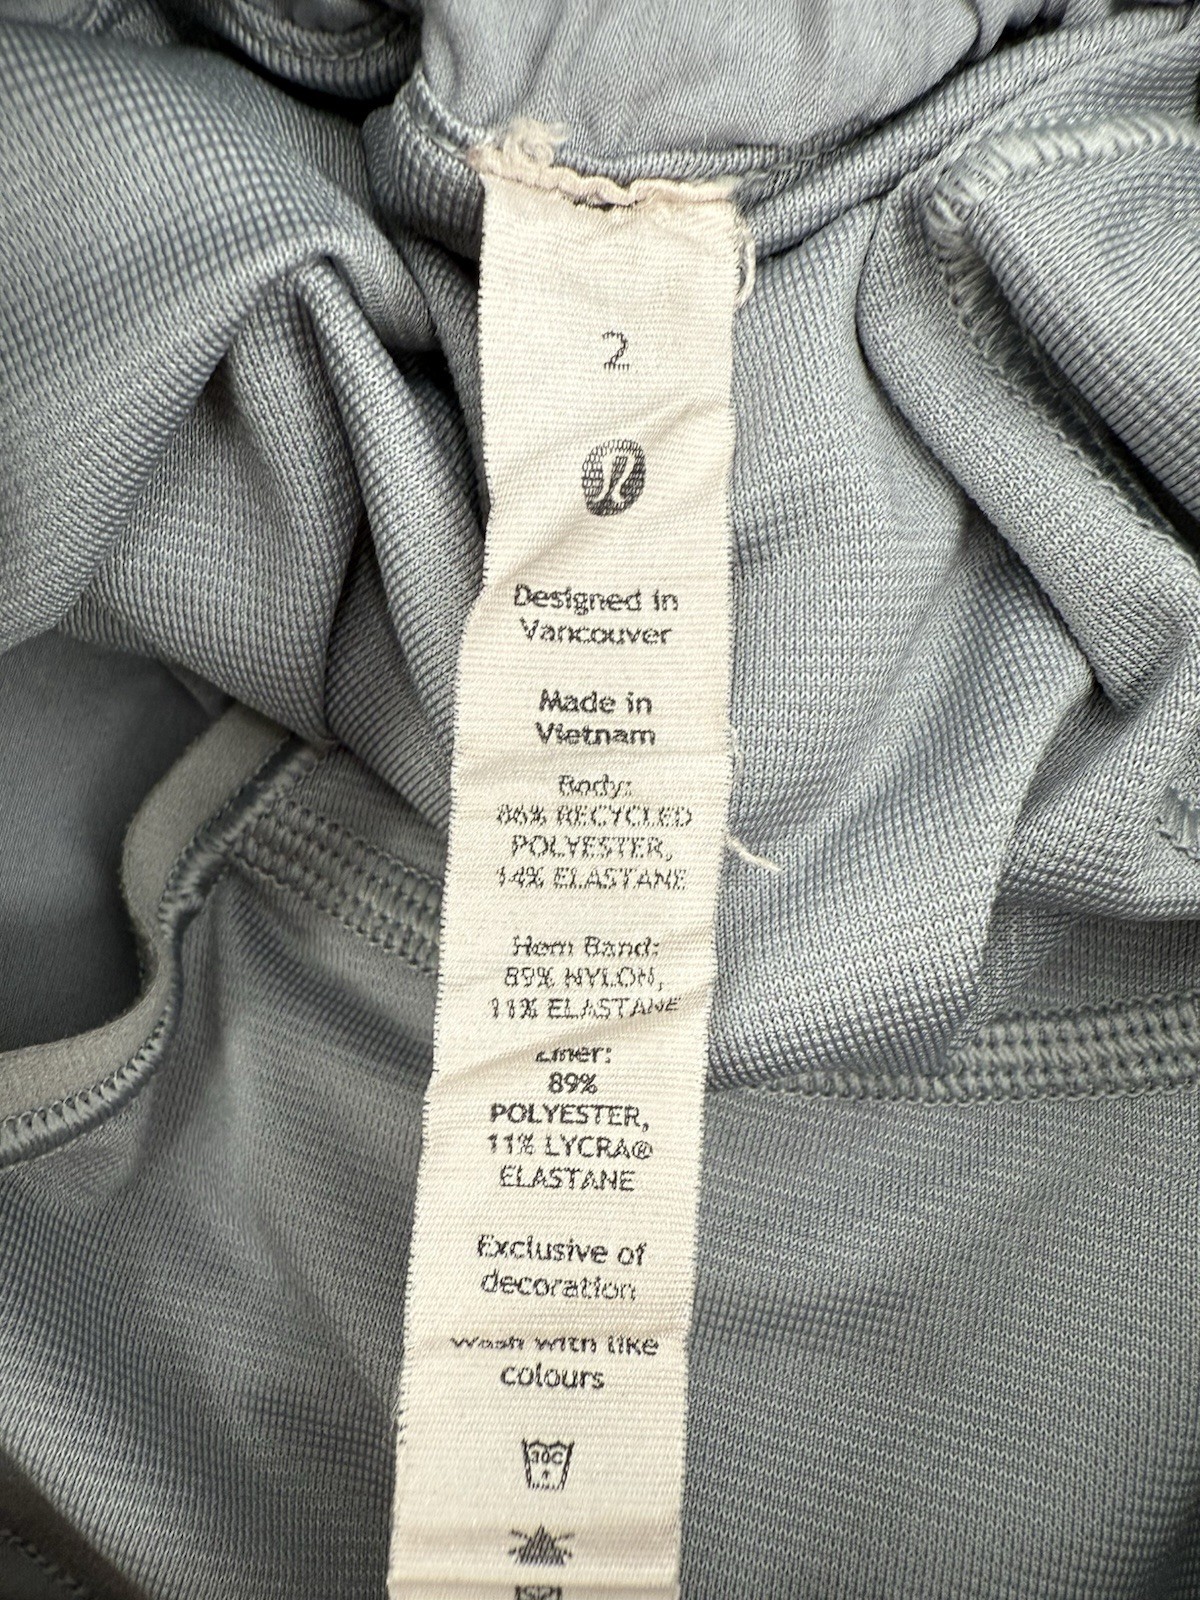 2
Designed in
Vancouver
Made in
Vietnam
Body:
86% RECYCLED
POLYESTER,
14% ELASTANE
Hem Band:
89% NYLON,
11% ELASTANE
Liner:
89%
POLYESTER,
11% LYCRA®
ELASTANE
Exclusive of
decoration
Wash with like
colours
30C